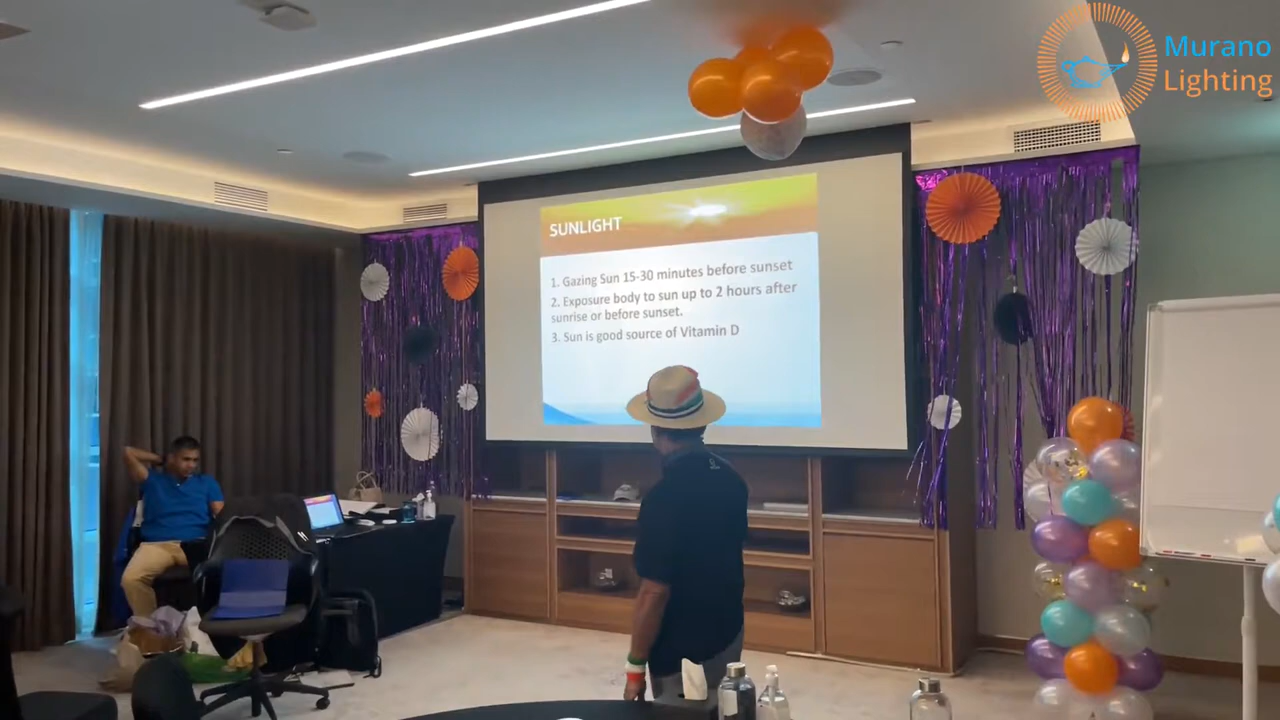 Murano
Lighting
SUNLIGHT
1. Gazing Sun 15-30 minutes before sunset
2. Exposure body to sun up to 2 hours after
sunrise or before sunset.
3. Sun is good source of Vitamin D